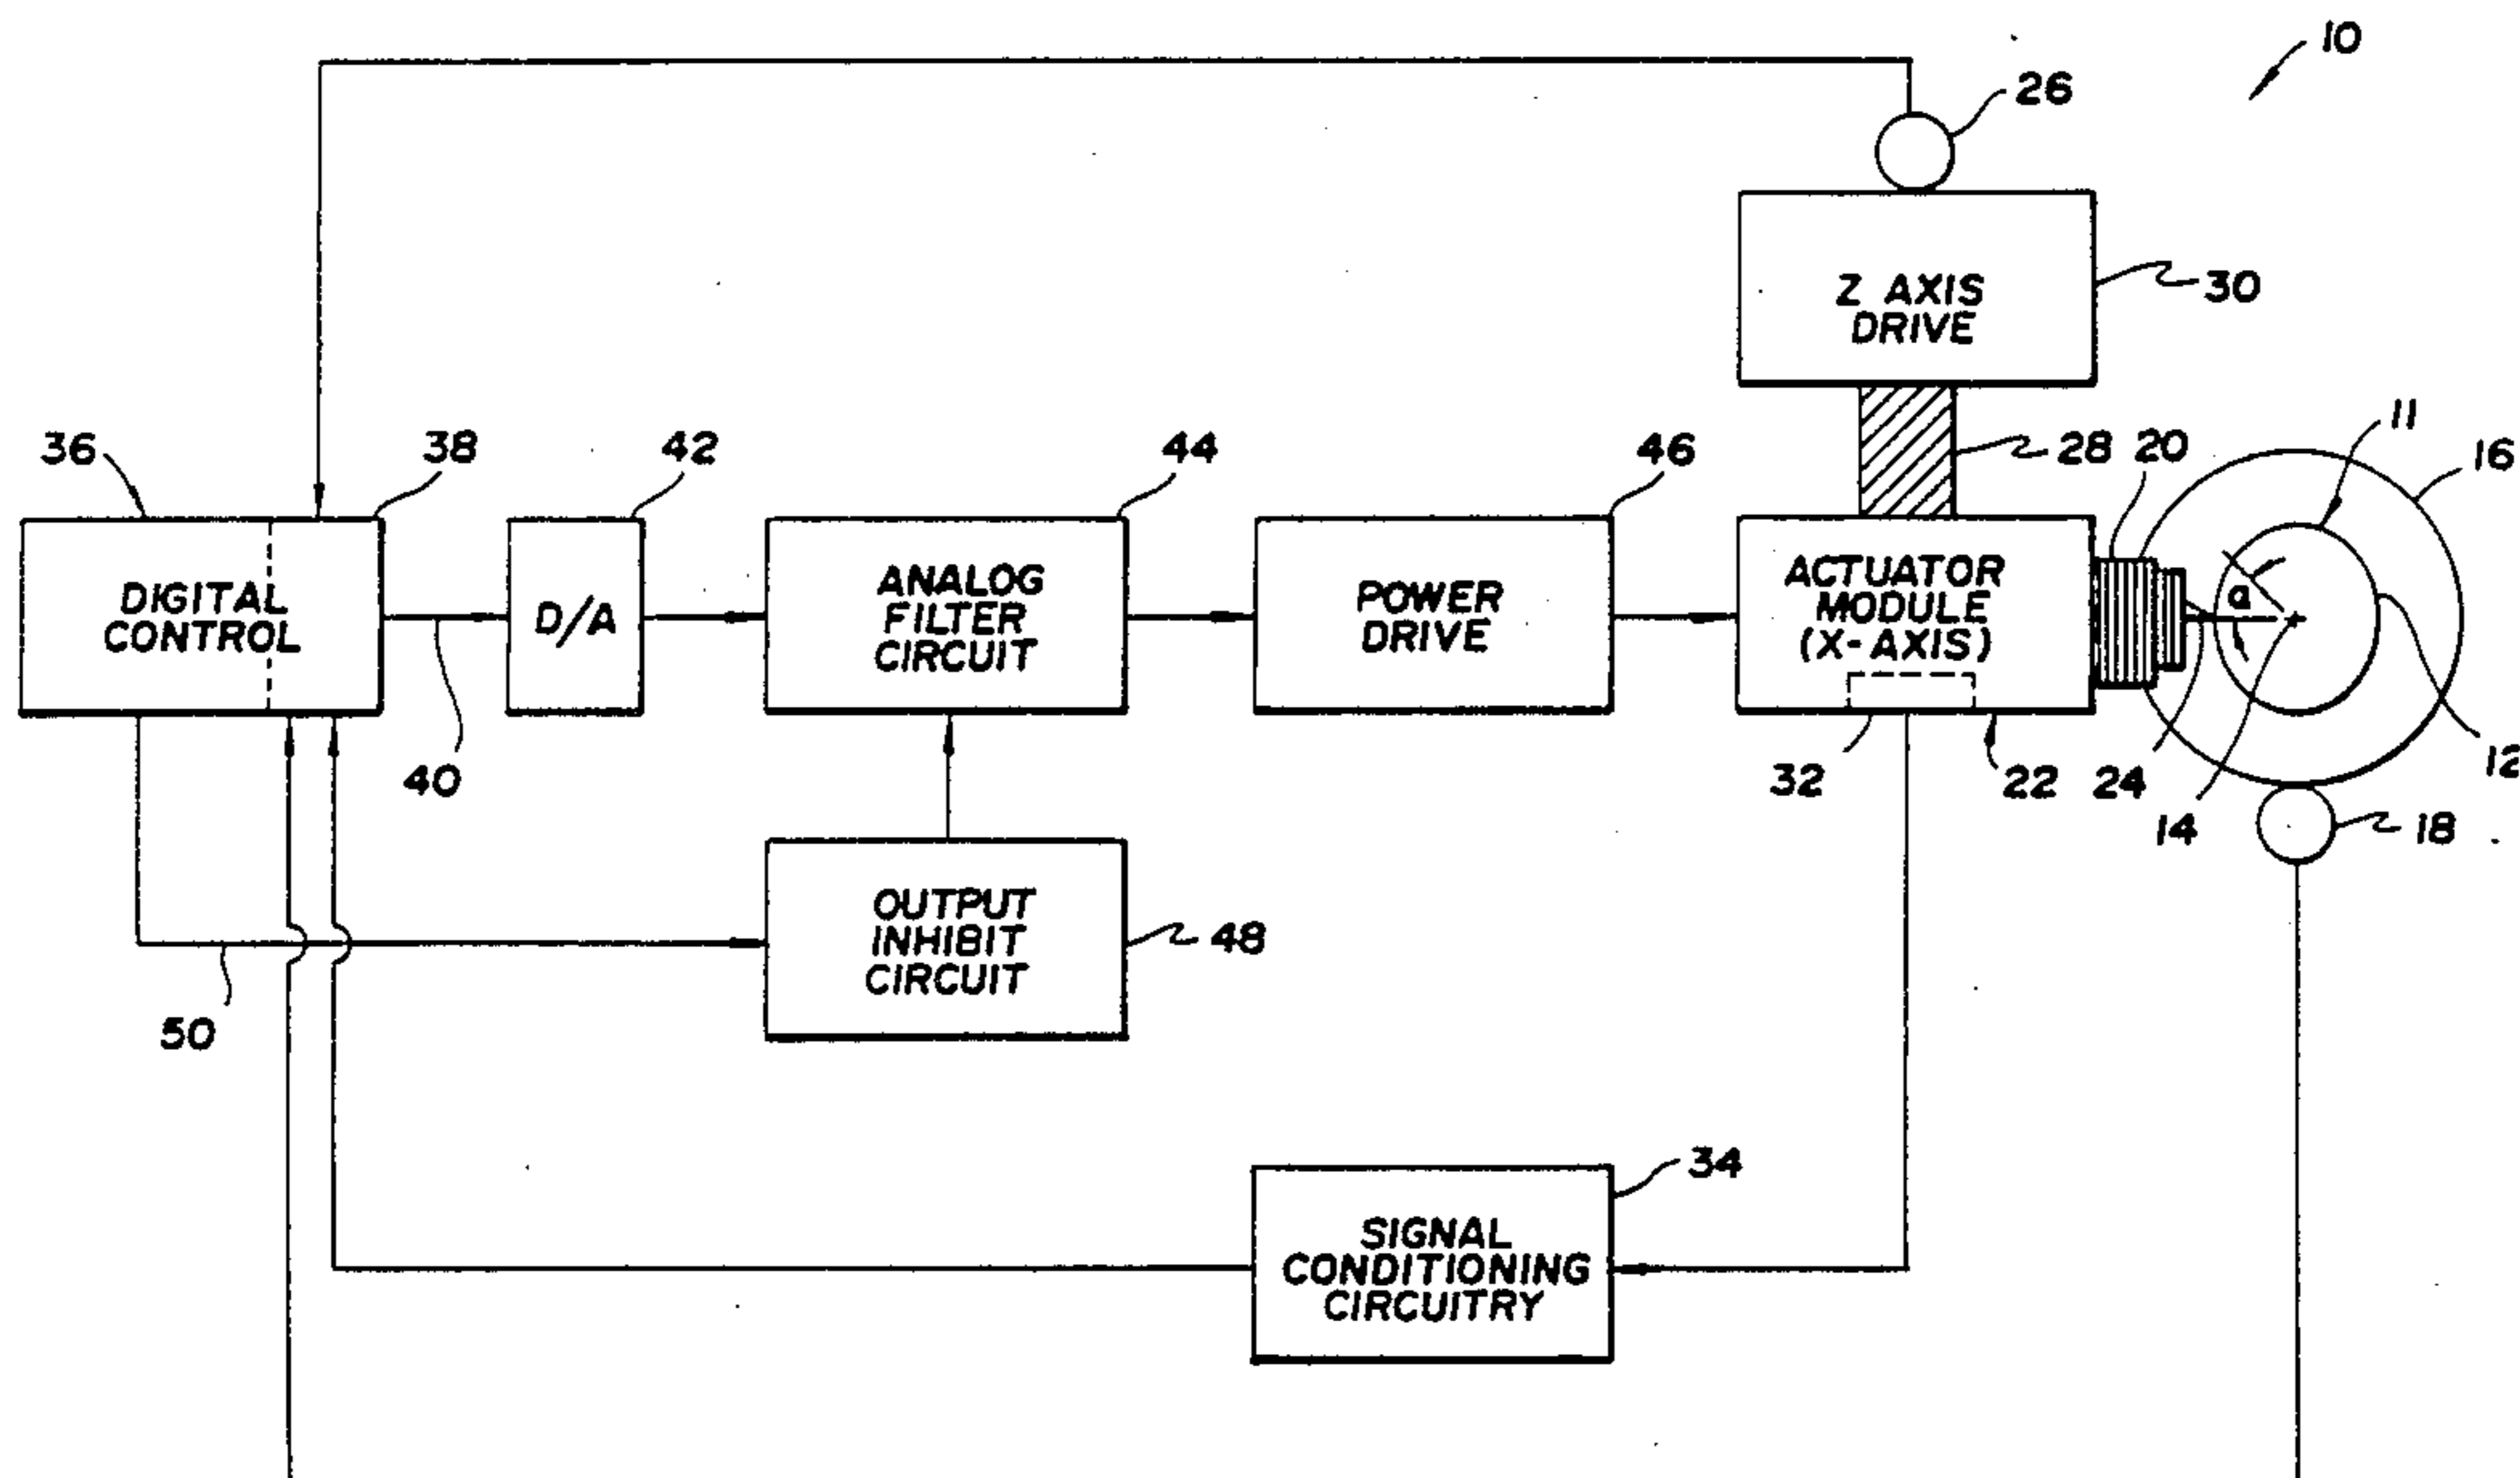 10
26
Z AXIS
DRIVE
30
11
16
36
38
42
44
46
28
20
DIGITAL
CONTROL
D/A
ANALOG
FILTER
CIRCUIT
POWER
DRIVE
ACTUATOR
MODULE
(X-AXIS)
a
40
32
22
24
14
12
18
OUTPUT
INHIBIT
CIRCUIT
48
50
34
SIGNAL
CONDITIONING
CIRCUITRY